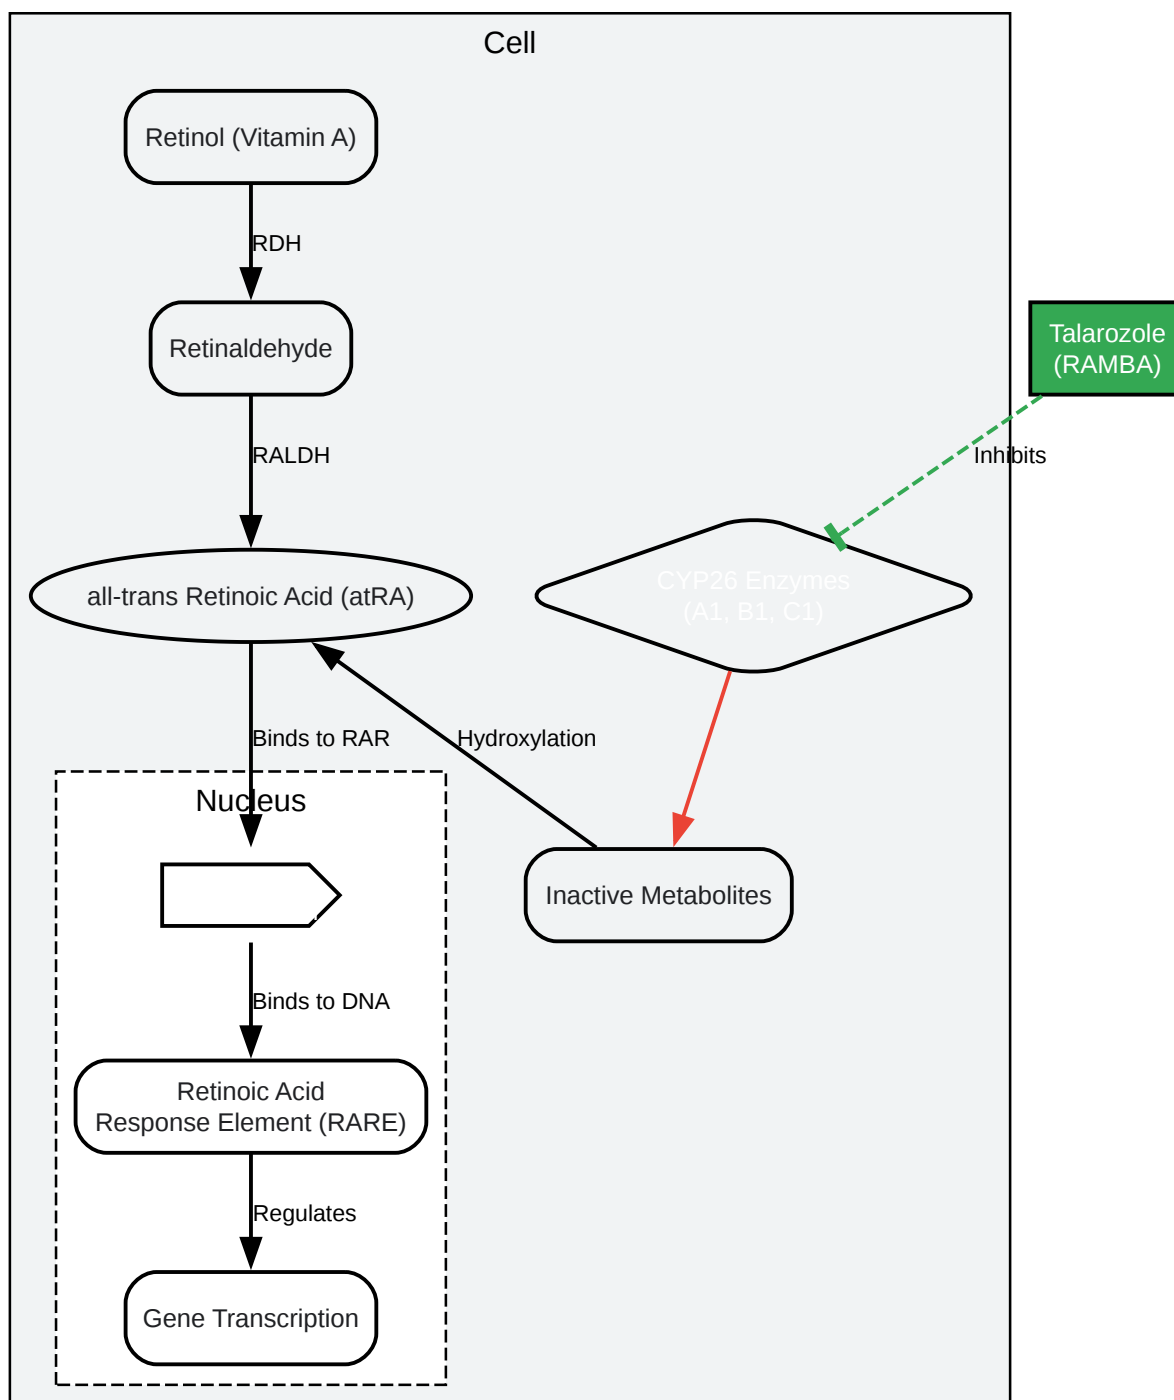 Cell
Retinol (Vitamin A)
RDH
Retinaldehyde
Talarozole
(RAMBA)
RALDH
Inhibits
all-trans Retinoic Acid (atRA)
CYP26 Enzymes
(A1, B1, C1)
Binds to RAR
Hydroxylation
Nucleus
Inactive Metabolites
Binds to DNA
Retinoic Acid
Response Element (RARE)
Regulates
Gene Transcription